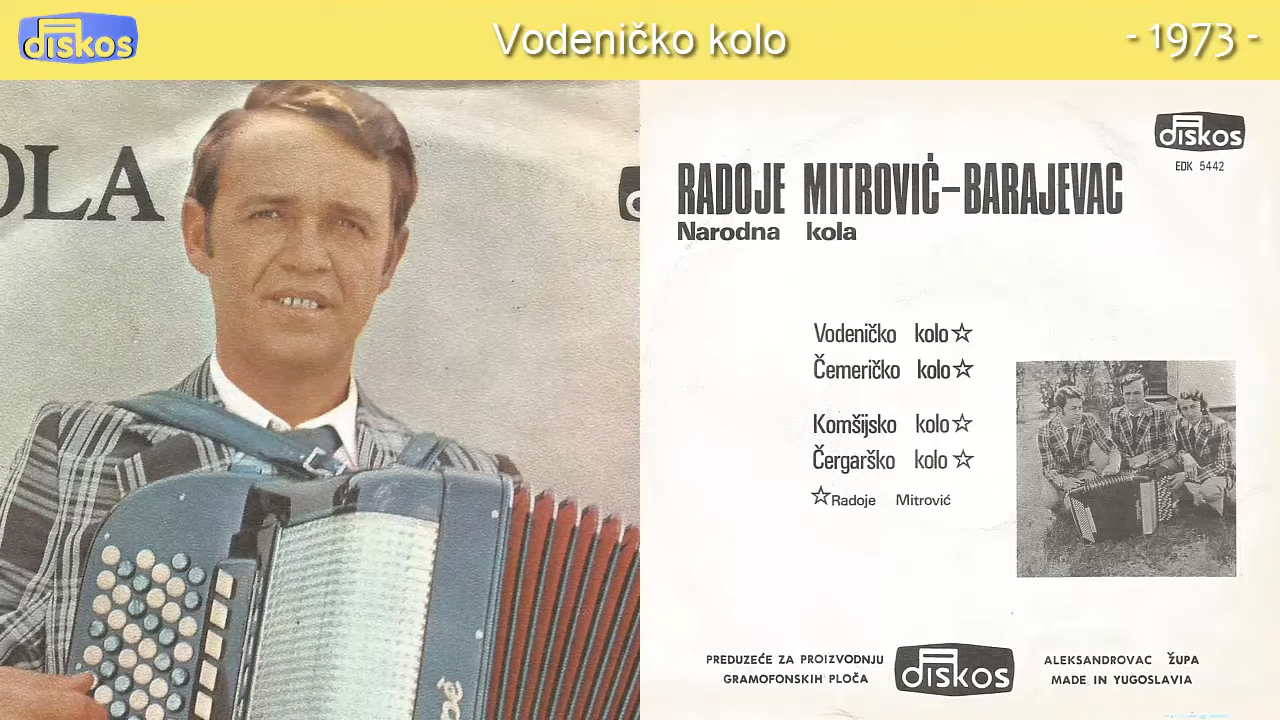 diskos
Vodeničko kolo
- 1973 -
OLA
diskos
EDK 5442
RADOJE MITROVIĆ-BARAJEVAC
Narodna kola
Vodeničko kolo☆
Čemeričko kolo☆
Komšijsko kolo☆
Čergarško kolo☆
☆Radoje Mitrović
PREDUZEĆE ZA PROIZVODNJU
GRAMOFONSKIH PLOČA
diskos
ALEKSANDROVAC ŽUPA
MADE IN YUGOSLAVIA